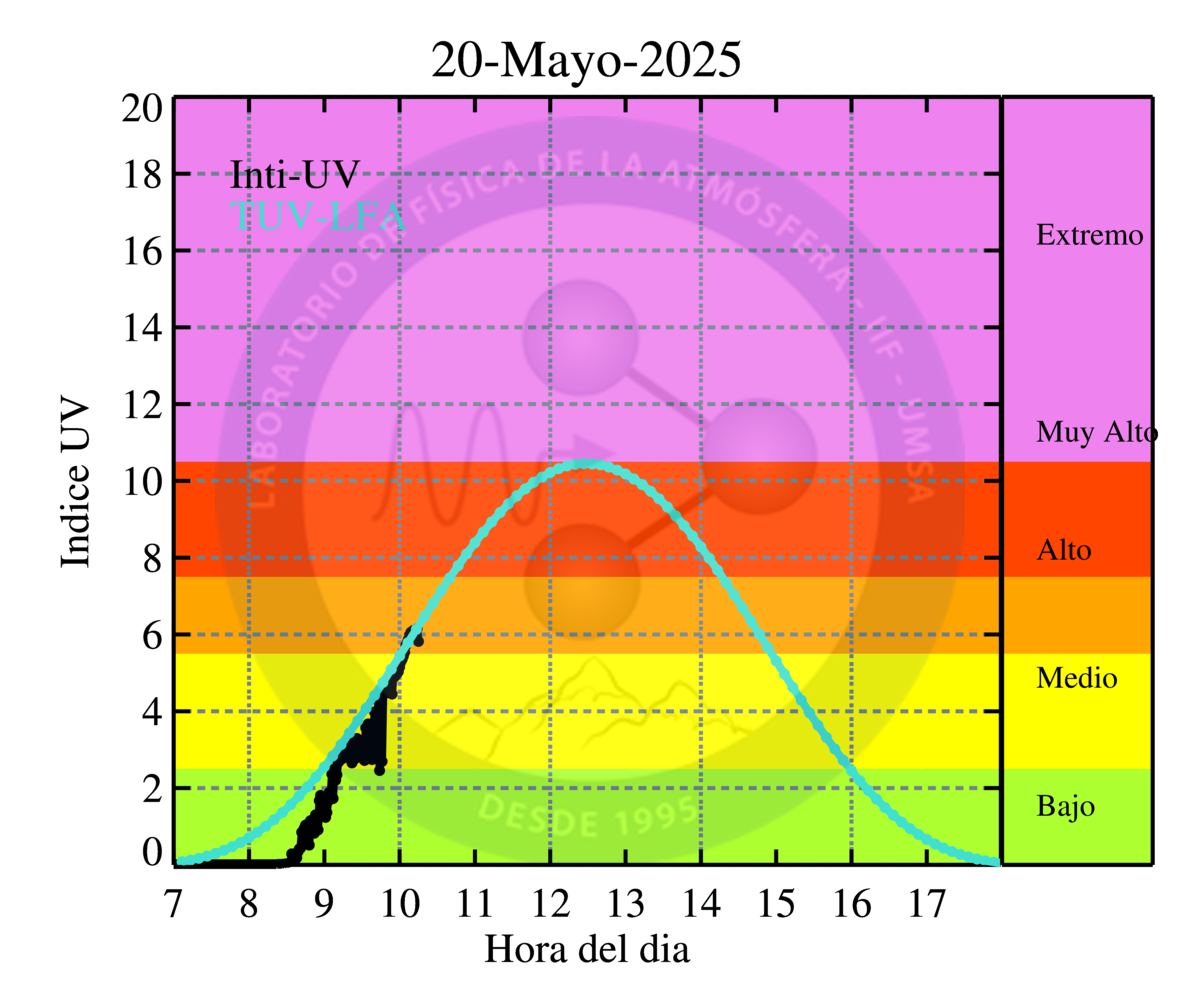 20-Mayo-2025
Inti-UV
TUV-LFA
LABORATORIO DE FÍSICA DE LA ATMÓSFERA - IIF - UMSA
DESDE 1995
Indice UV
20
18
16
14
12
10
8
6
4
2
0
Extremo
Muy Alto
Alto
Medio
Bajo
7 8 9 10 11 12 13 14 15 16 17
Hora del dia